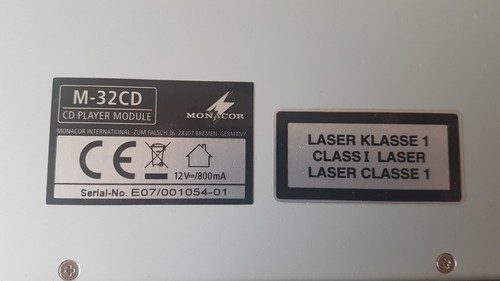 M-32CD
CD PLAYER MODULE
MONACOR
MONACOR INTERNATIONAL·ZUM FALSCH 36·28307 BREMEN·GERMANY
CE
12V⎓/800mA
Serial-No. E07/001054-01
LASER KLASSE 1
CLASS I LASER
LASER CLASSE 1